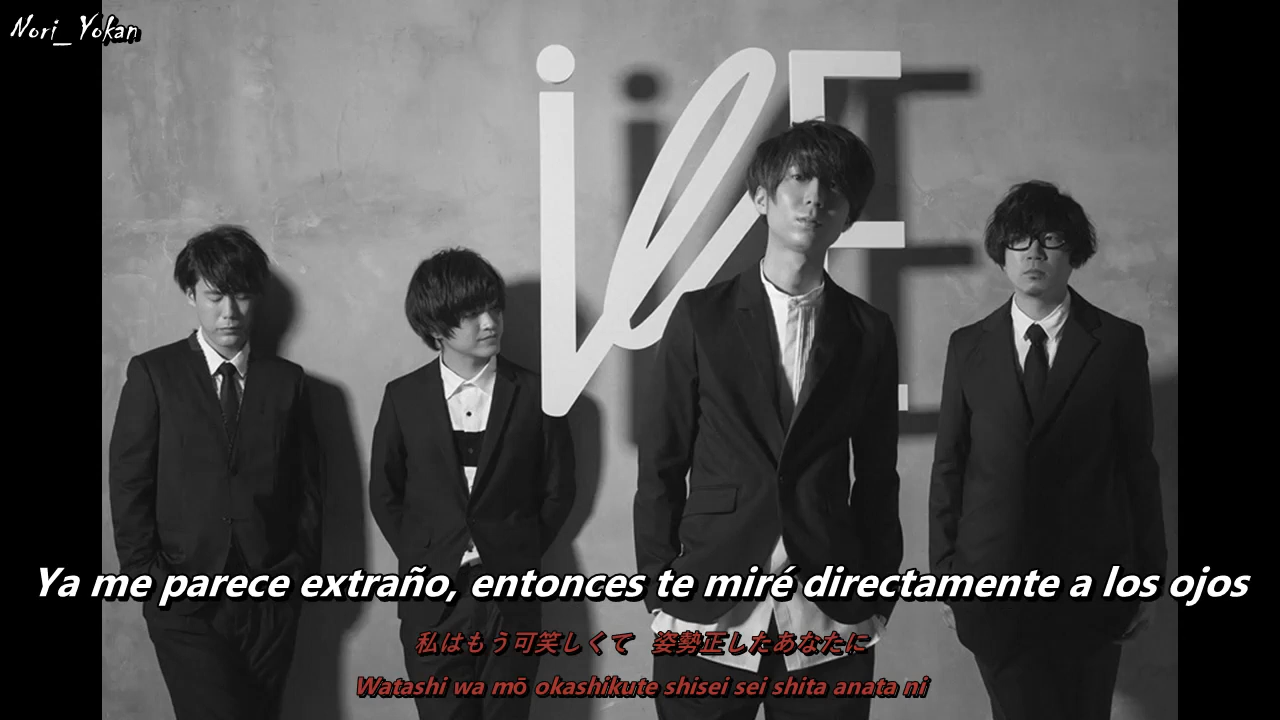 Nori_Yokan
ilE
Ya me parece extraño, entonces te miré directamente a los ojos
私はもう可笑しくて 姿勢正したあなたに
Watashi wa mō okashikute shisei sei shita anata ni